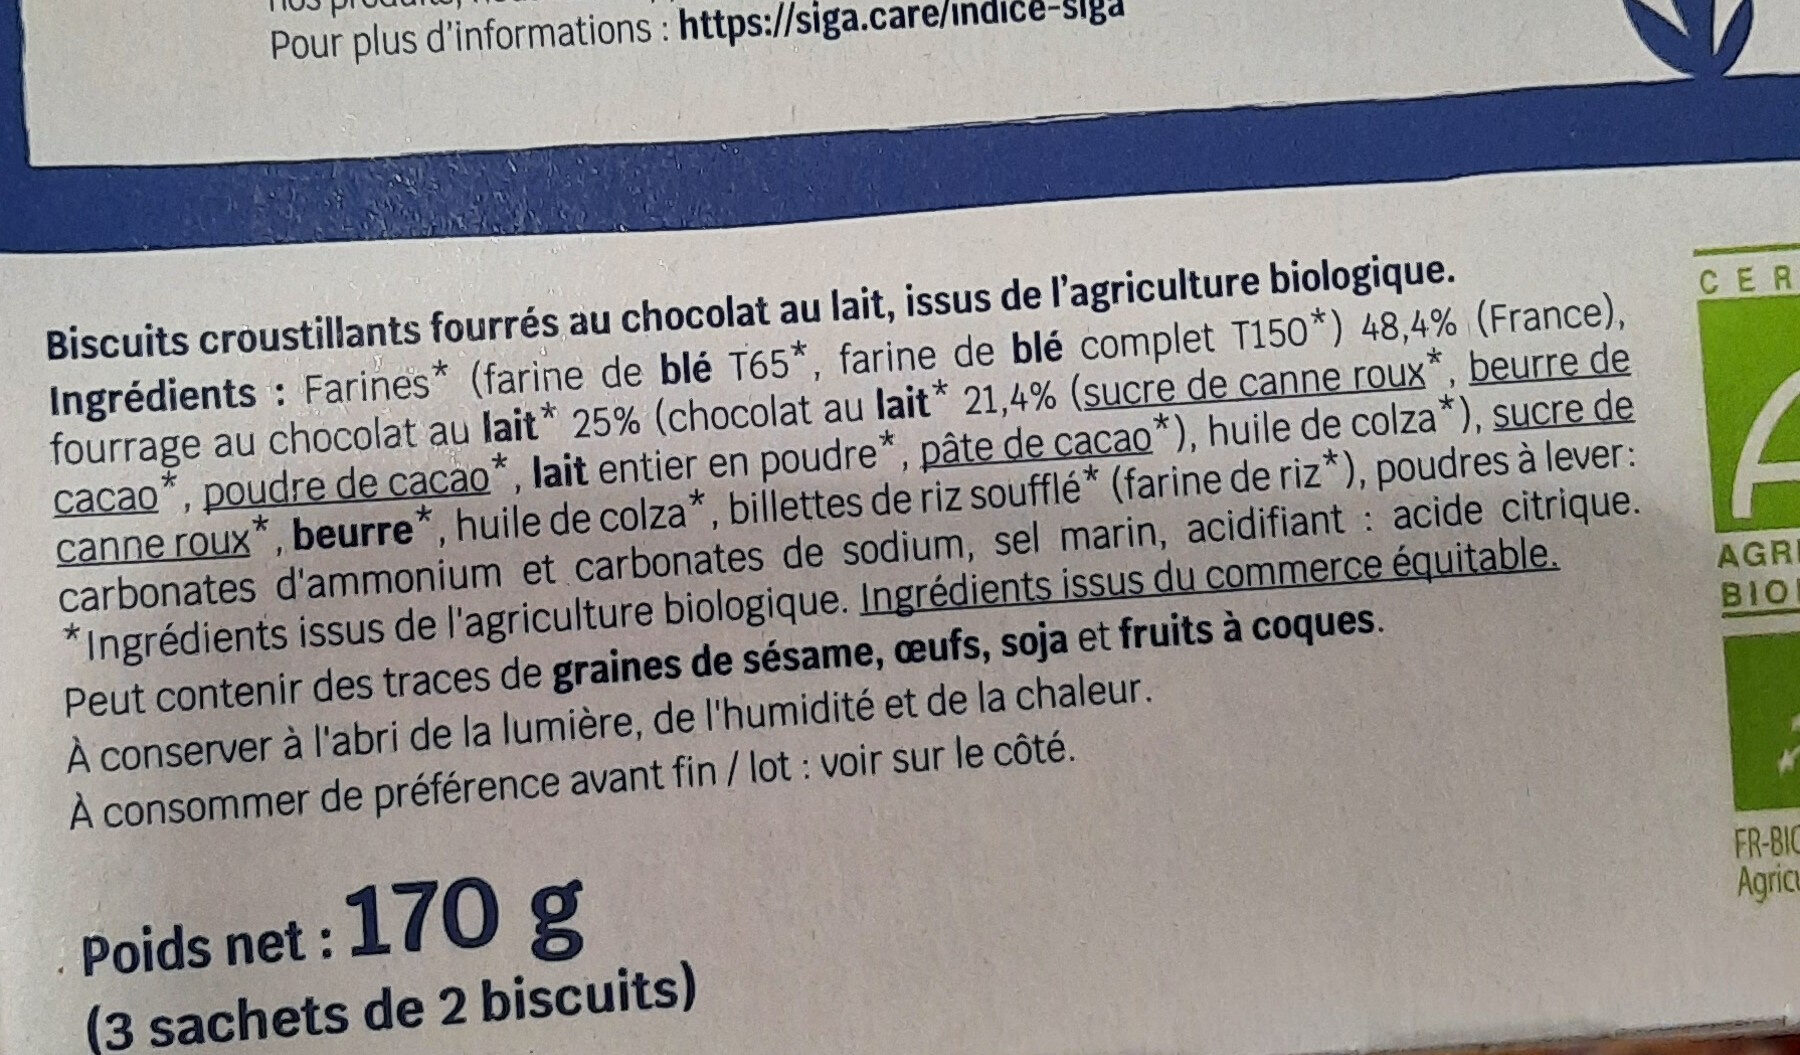 Pour plus d'informations : https://siga.care/indice-siga
Biscuits croustillants fourrés au chocolat au lait, issus de l'agriculture biologique.
Ingrédients : Farines* (farine de blé T65*, farine de blé complet T150*) 48,4% (France),
fourrage au chocolat au lait* 25% (chocolat au lait* 21,4% (sucre de canne roux*, beurre de
cacao*, poudre de cacao*, lait entier en poudre*, pâte de cacao*), huile de colza*), sucre de
canne roux*, beurre*, huile de colza*, billettes de riz soufflé* (farine de riz*), poudres à lever:
carbonates d'ammonium et carbonates de sodium, sel marin, acidifiant : acide citrique.
*Ingrédients issus de l'agriculture biologique. Ingrédients issus du commerce équitable.
Peut contenir des traces de graines de sésame, œufs, soja et fruits à coques.
À conserver à l'abri de la lumière, de l'humidité et de la chaleur.
À consommer de préférence avant fin / lot : voir sur le côté.
Poids net : 170 g
(3 sachets de 2 biscuits)
CER
AGRI
BIO
FR-BIO
Agricu